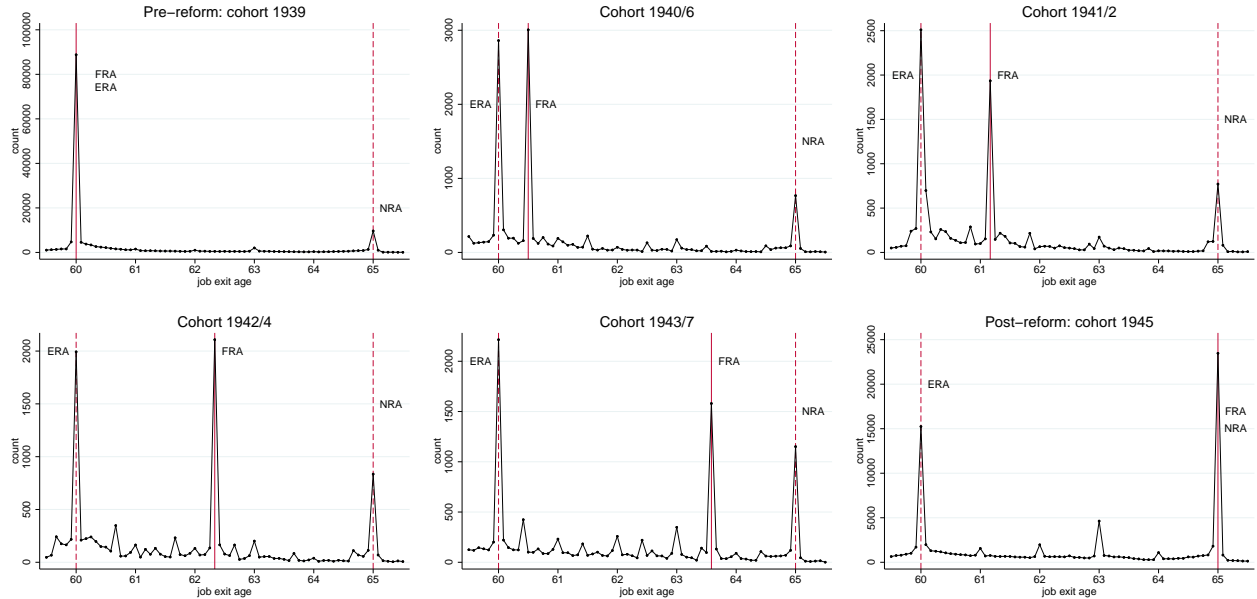 Pre−reform: cohort 1939
count
0 20000 40000 60000 80000 100000
FRA
ERA
NRA
60 61 62 63 64 65
job exit age
Cohort 1940/6
count
0 1000 2000 3000
ERA
FRA
NRA
60 61 62 63 64 65
job exit age
Cohort 1941/2
count
0 500 1000 1500 2000 2500
ERA
FRA
NRA
60 61 62 63 64 65
job exit age
Cohort 1942/4
count
0 500 1000 1500 2000
ERA
FRA
NRA
60 61 62 63 64 65
job exit age
Cohort 1943/7
count
0 500 1000 1500 2000
ERA
FRA
NRA
60 61 62 63 64 65
job exit age
Post−reform: cohort 1945
count
0 5000 10000 15000 20000 25000
ERA
FRA
NRA
60 61 62 63 64 65
job exit age